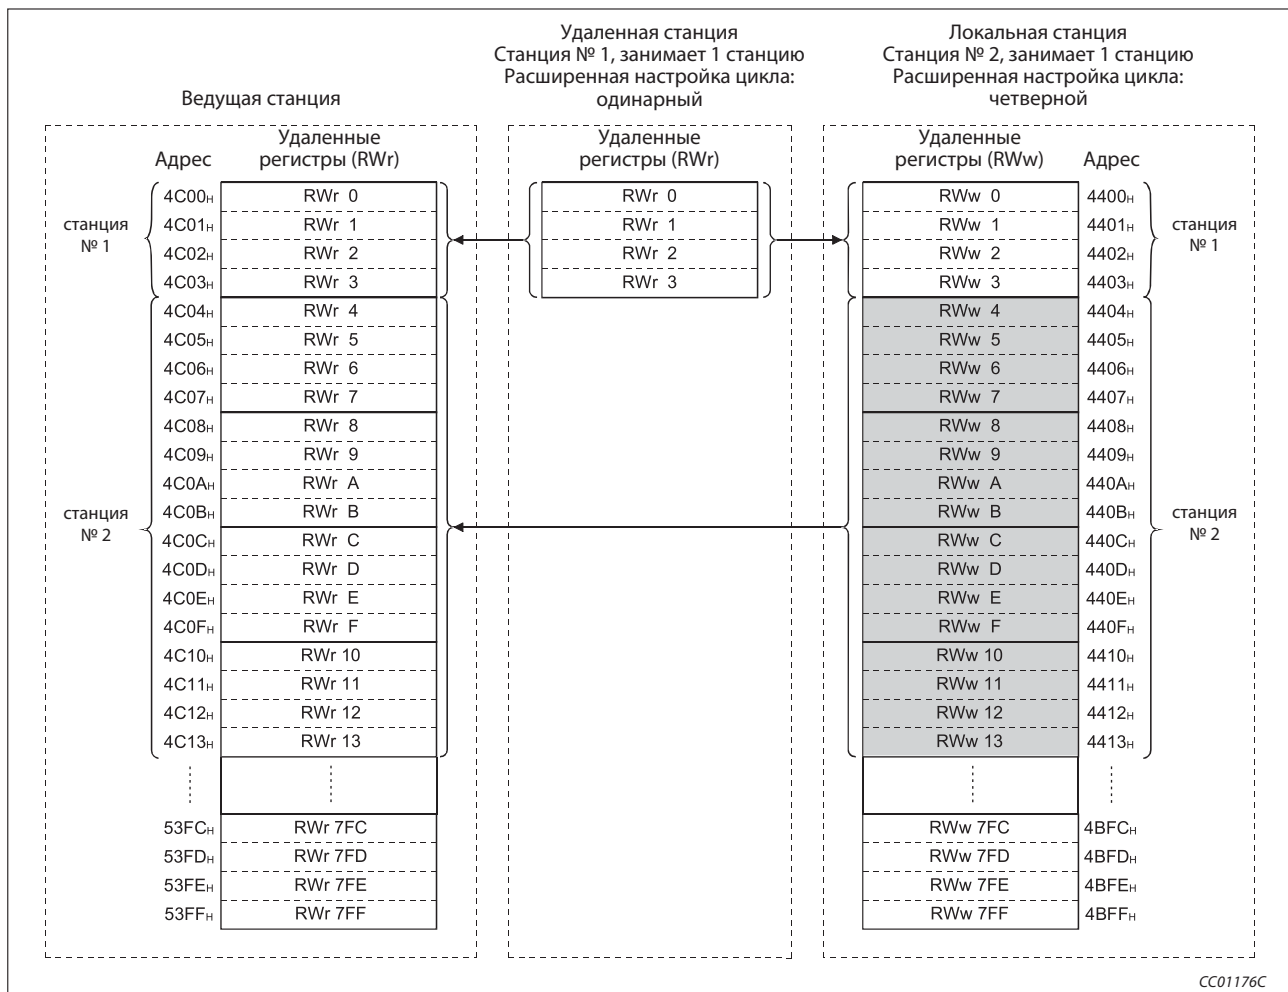 Удаленная станция
Станция № 1, занимает 1 станцию
Расширенная настройка цикла:
одинарный
Локальная станция
Станция № 2, занимает 1 станцию
Расширенная настройка цикла:
четверной
Ведущая станция
Адрес
Удаленные
регистры (RWr)
Удаленные
регистры (RWr)
Удаленные
регистры (RWw)
Адрес
4C00H RWr 0 RWr 0 RWw 0 4400H
станция
№ 1
4C01H RWr 1 RWr 1 RWw 1 4401H
станция
№ 1
4C02H RWr 2 RWr 2 RWw 2 4402H
4C03H RWr 3 RWr 3 RWw 3 4403H
4C04H RWr 4 RWw 4 4404H
4C05H RWr 5 RWw 5 4405H
4C06H RWr 6 RWw 6 4406H
4C07H RWr 7 RWw 7 4407H
4C08H RWr 8 RWw 8 4408H
4C09H RWr 9 RWw 9 4409H
4C0AH RWr A RWw A 440AH
4C0BH RWr B RWw B 440BH
станция
№ 2
станция
№ 2
4C0CH RWr C RWw C 440CH
4C0DH RWr D RWw D 440DH
4C0EH RWr E RWw E 440EH
4C0FH RWr F RWw F 440FH
4C10H RWr 10 RWw 10 4410H
4C11H RWr 11 RWw 11 4411H
4C12H RWr 12 RWw 12 4412H
4C13H RWr 13 RWw 13 4413H
53FCH RWr 7FC RWw 7FC 4BFCH
53FDH RWr 7FD RWw 7FD 4BFDH
53FEH RWr 7FE RWw 7FE 4BFEH
53FFH RWr 7FF RWw 7FF 4BFFH
CC01176C